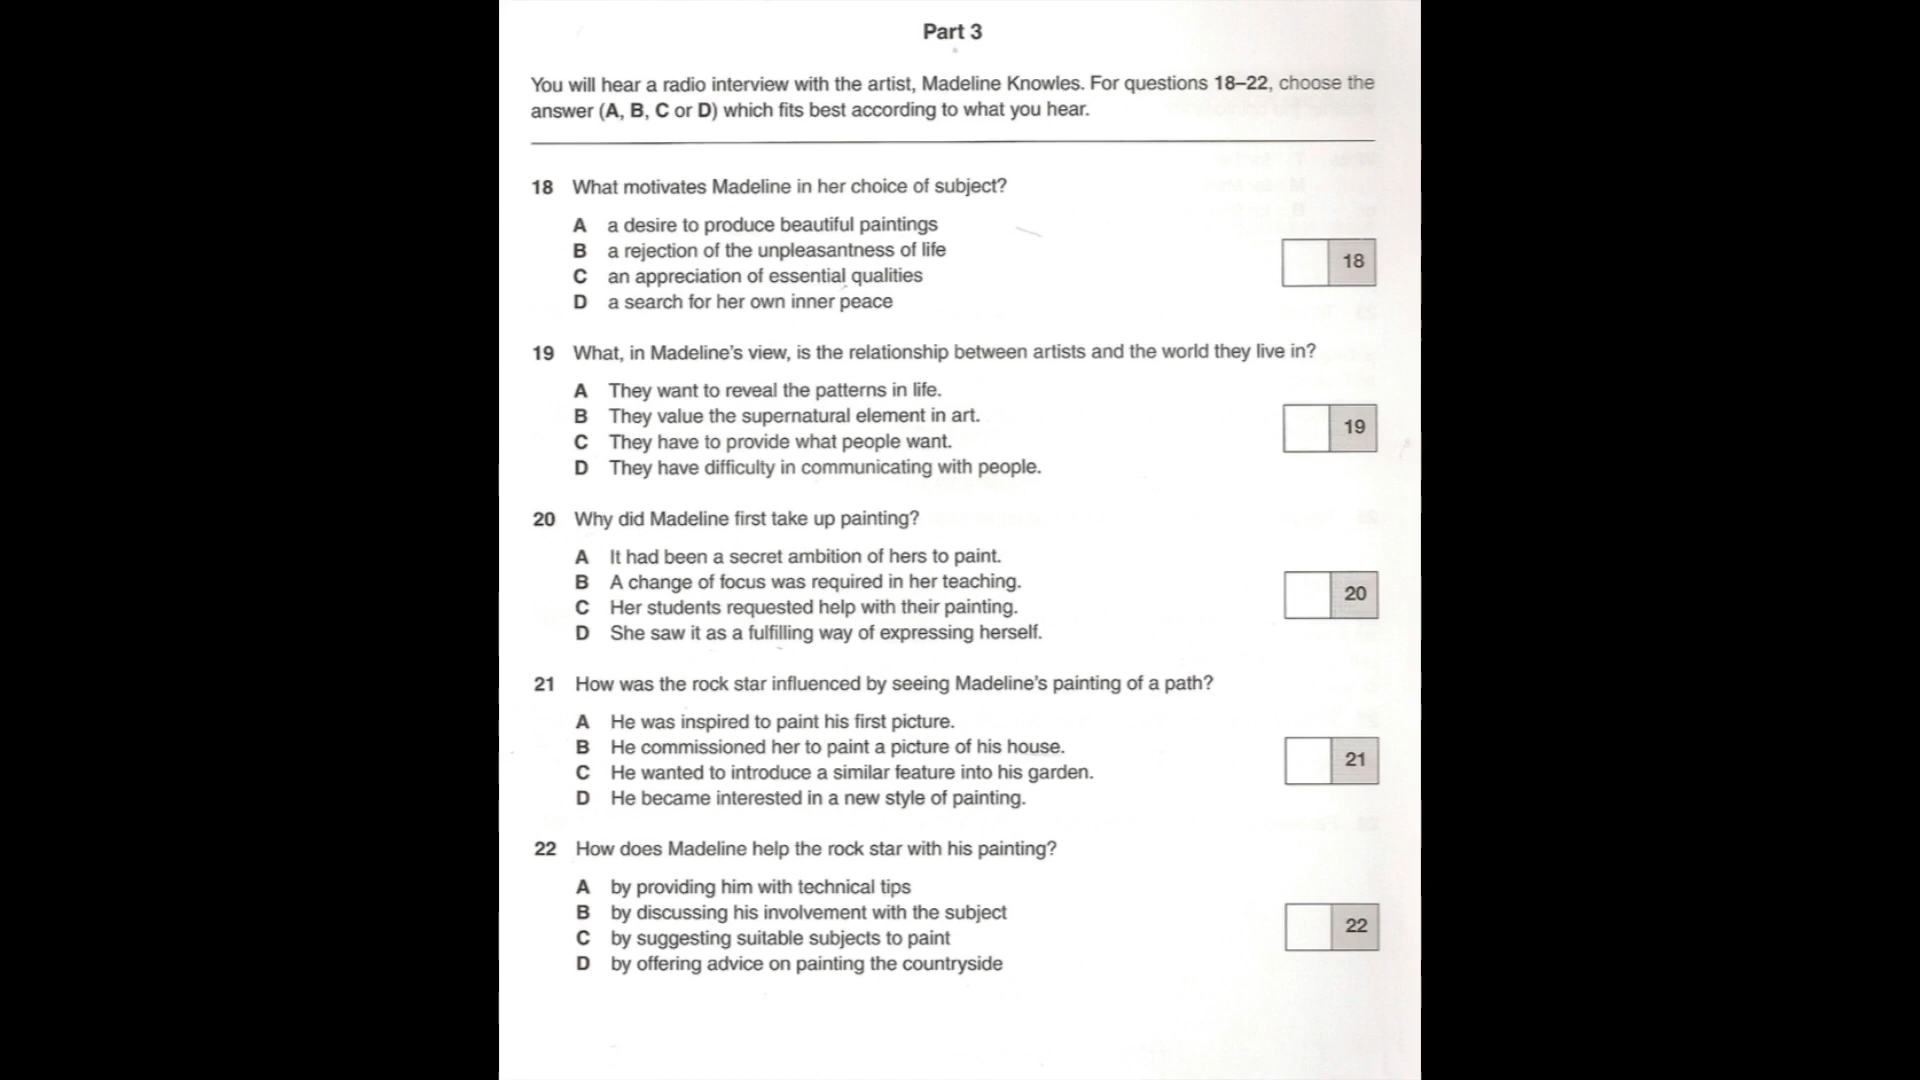 Part 3
You will hear a radio interview with the artist, Madeline Knowles. For questions 18–22, choose the
answer (A, B, C or D) which fits best according to what you hear.
18 What motivates Madeline in her choice of subject?
A a desire to produce beautiful paintings
B a rejection of the unpleasantness of life
C an appreciation of essential qualities
D a search for her own inner peace
18
19 What, in Madeline's view, is the relationship between artists and the world they live in?
A They want to reveal the patterns in life.
B They value the supernatural element in art.
C They have to provide what people want.
D They have difficulty in communicating with people.
19
20 Why did Madeline first take up painting?
A It had been a secret ambition of hers to paint.
B A change of focus was required in her teaching.
C Her students requested help with their painting.
D She saw it as a fulfilling way of expressing herself.
20
21 How was the rock star influenced by seeing Madeline's painting of a path?
A He was inspired to paint his first picture.
B He commissioned her to paint a picture of his house.
C He wanted to introduce a similar feature into his garden.
D He became interested in a new style of painting.
21
22 How does Madeline help the rock star with his painting?
A by providing him with technical tips
B by discussing his involvement with the subject
C by suggesting suitable subjects to paint
D by offering advice on painting the countryside
22